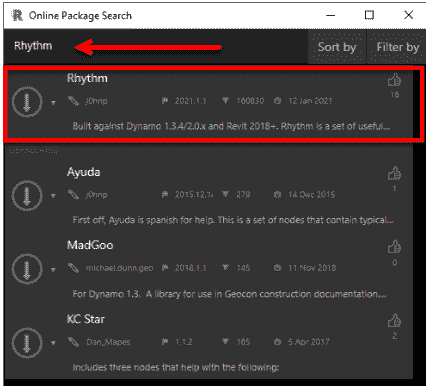 Online Package Search
Rhythm
Sort by
Filter by
Rhythm
j0hnp 2021.1.1 160830 12 Jan 2021 16
Built against Dynamo 1.3.4/2.0.x and Revit 2018+. Rhythm is a set of useful...
Ayuda
j0hnp 2015.12.14 279 14 Dec 2015 1
First off, Ayuda is spanish for help. This is a set of nodes that contain typical...
MadGoo
michael.dunn.geo 2018.1.1 145 11 Nov 2018 0
For Dynamo 1.3. A library for use in Geocon construction documentation....
KC Star
Dan_Mapes 1.1.2 165 5 Apr 2017 2
Includes three nodes that help with the following: